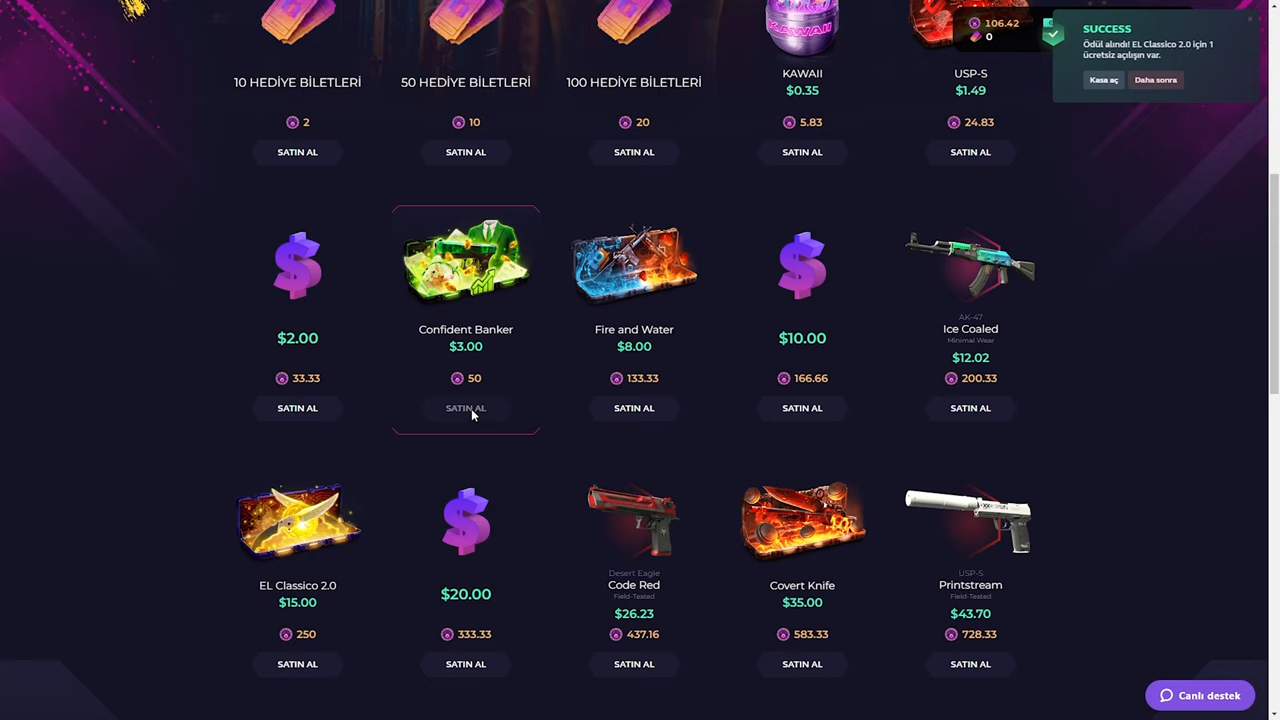 106.42
0
SUCCESS
Ödül alındı! EL Classico 2.0 için 1
ücretsiz açılışın var.
Kasa aç
Daha sonra
KAWAII
10 HEDİYE BİLETLERİ
50 HEDİYE BİLETLERİ
100 HEDİYE BİLETLERİ
KAWAII
$0.35
USP-S
$1.49
2
10
20
5.83
24.83
SATIN AL
SATIN AL
SATIN AL
SATIN AL
SATIN AL
$2.00
Confident Banker
$3.00
Fire and Water
$8.00
$10.00
AK-47
Ice Coaled
Minimal Wear
$12.02
33.33
50
133.33
166.66
200.33
SATIN AL
SATIN AL
SATIN AL
SATIN AL
SATIN AL
EL Classico 2.0
$15.00
$20.00
Desert Eagle
Code Red
Field-Tested
$26.23
Covert Knife
$35.00
USP-S
Printstream
Field-Tested
$43.70
250
333.33
437.16
583.33
728.33
SATIN AL
SATIN AL
SATIN AL
SATIN AL
SATIN AL
Canlı destek